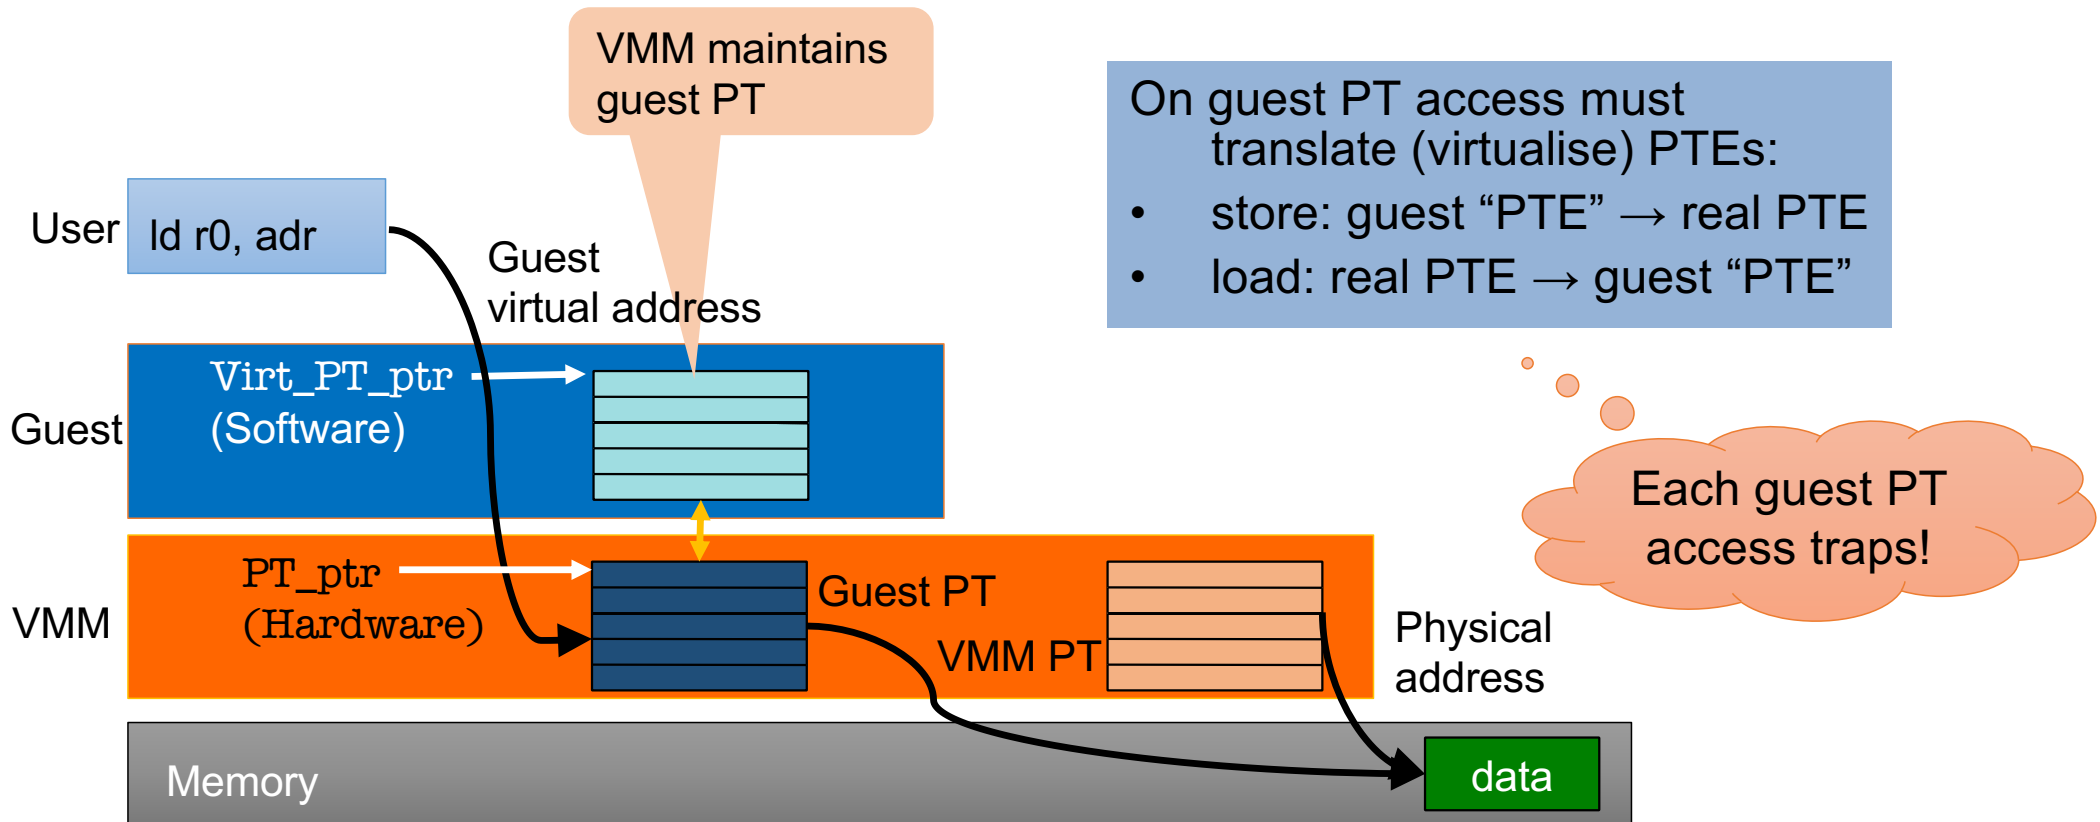 VMM maintains
guest PT
On guest PT access must
translate (virtualise) PTEs:
• store: guest “PTE” → real PTE
• load: real PTE → guest “PTE”
User
ld r0, adr
Guest
virtual address
Virt_PT_ptr
(Software)
Guest
Each guest PT
access traps!
PT_ptr
(Hardware)
VMM
Guest PT
VMM PT
Physical
address
Memory
data